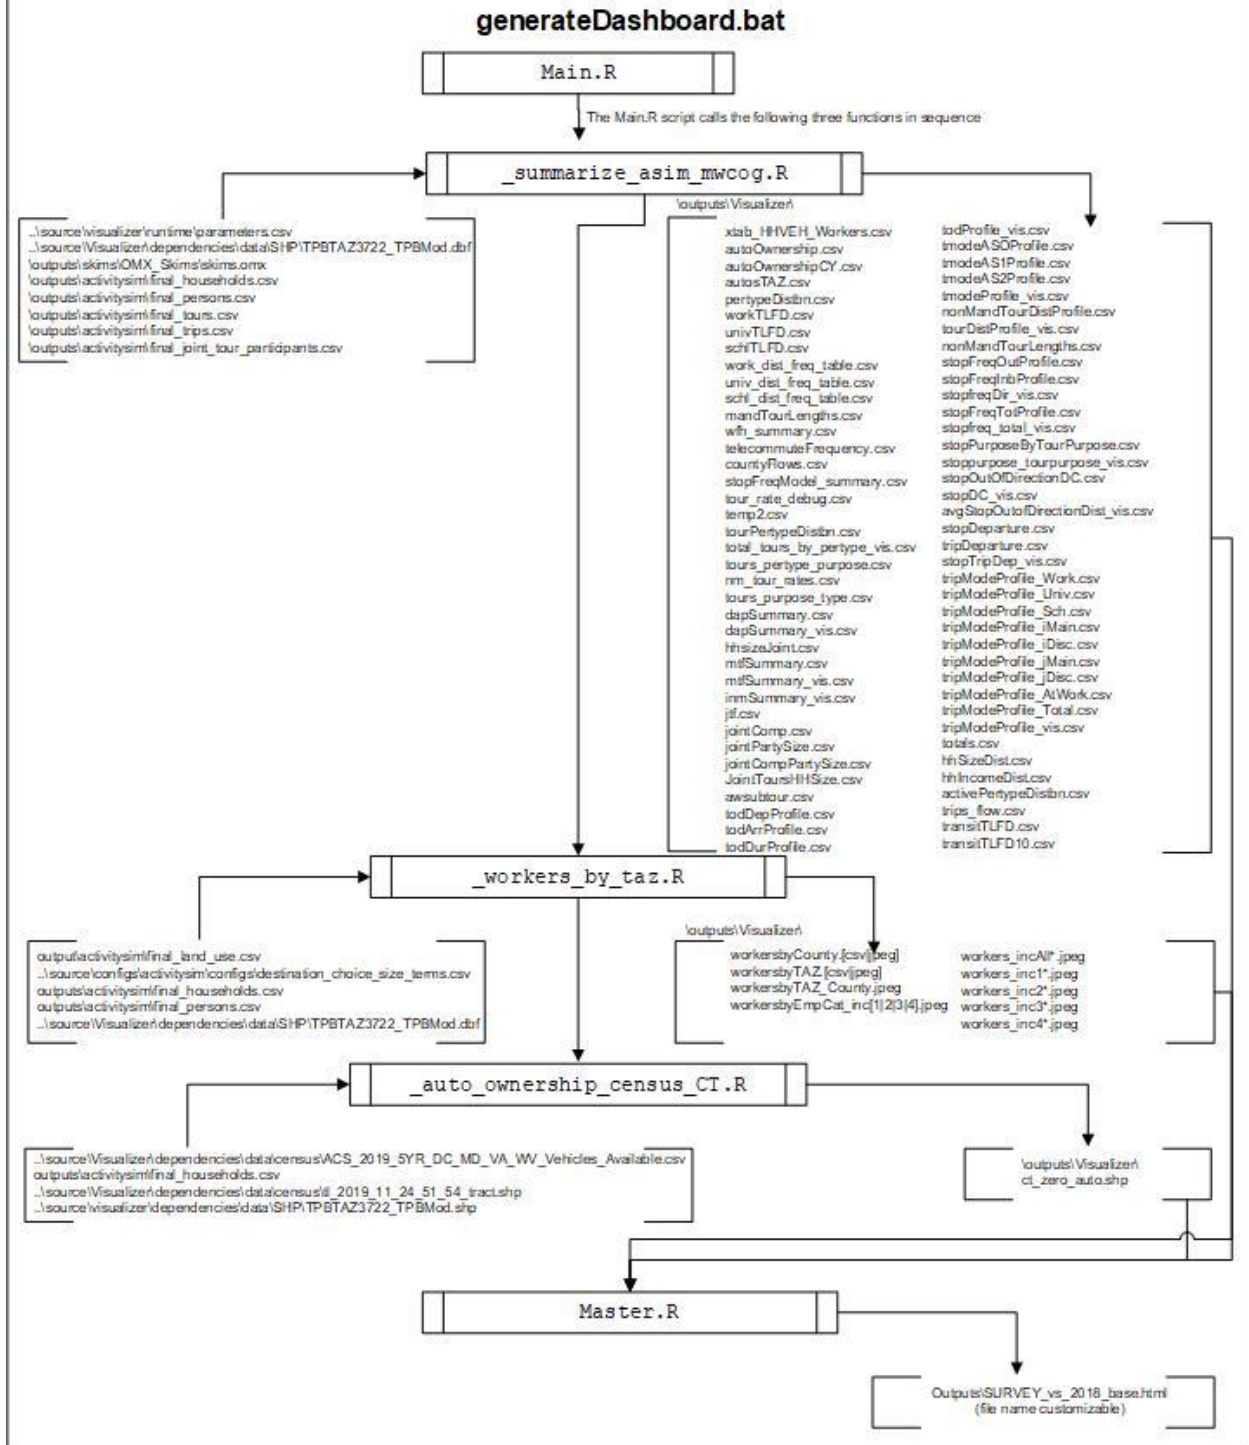 generateDashboard.bat
Main.R
The Main.R script calls the following three functions in sequence
_summarize_asim_mwcog.R
..\source\visualizer\runtime\parameters.csv
..\source\Visualizer\dependencies\data\SHP\TPBTAZ3722_TPBMod.dbf
\outputs\skims\OMX_Skims\skims.omx
\outputs\activitysim\final_households.csv
\outputs\activitysim\final_persons.csv
\outputs\activitysim\final_tours.csv
\outputs\activitysim\final_trips.csv
\outputs\activitysim\final_joint_tour_participants.csv
\outputs\Visualizer\
xtab_HHVEH_Workers.csv
autoOwnership.csv
autoOwnershipCY.csv
autosTAZ.csv
pertypeDistbn.csv
workTLFD.csv
univTLFD.csv
schlTLFD.csv
work_dist_freq_table.csv
univ_dist_freq_table.csv
schl_dist_freq_table.csv
mandTourLengths.csv
wfh_summary.csv
telecommuteFrequency.csv
countyFlows.csv
stopFreqModel_summary.csv
tour_rate_debug.csv
temp2.csv
tourPertypeDistbn.csv
total_tours_by_pertype_vis.csv
tours_pertype_purpose.csv
nm_tour_rates.csv
tours_purpose_type.csv
dapSummary.csv
dapSummary_vis.csv
hhsizeJoint.csv
mtfSummary.csv
mtfSummary_vis.csv
inmSummary_vis.csv
jtf.csv
jointComp.csv
jointPartySize.csv
jointCompPartySize.csv
JointToursHHSize.csv
awsubtour.csv
todDepProfile.csv
todArrProfile.csv
todDurProfile.csv
todProfile_vis.csv
tmodeAS0Profile.csv
tmodeAS1Profile.csv
tmodeAS2Profile.csv
tmodeProfile_vis.csv
nonMandTourDistProfile.csv
tourDistProfile_vis.csv
nonMandTourLengths.csv
stopFreqOutProfile.csv
stopFreqInbProfile.csv
stopfreqDir_vis.csv
stopFreqTotProfile.csv
stopfreq_total_vis.csv
stopPurposeByTourPurpose.csv
stoppurpose_tourpurpose_vis.csv
stopOutOfDirectionDC.csv
stopDC_vis.csv
avgStopOutofDirectionDist_vis.csv
stopDeparture.csv
tripDeparture.csv
stopTripDep_vis.csv
tripModeProfile_Work.csv
tripModeProfile_Univ.csv
tripModeProfile_Sch.csv
tripModeProfile_iMain.csv
tripModeProfile_iDisc.csv
tripModeProfile_jMain.csv
tripModeProfile_jDisc.csv
tripModeProfile_AtWork.csv
tripModeProfile_Total.csv
tripModeProfile_vis.csv
totals.csv
hhSizeDist.csv
hhIncomeDist.csv
activePertypeDistbn.csv
trips_flow.csv
transitTLFD.csv
transitTLFD10.csv
_workers_by_taz.R
output\activitysim\final_land_use.csv
..\source\configs\activitysim\configs\destination_choice_size_terms.csv
outputs\activitysim\final_households.csv
outputs\activitysim\final_persons.csv
..\source\Visualizer\dependencies\data\SHP\TPBTAZ3722_TPBMod.dbf
\outputs\Visualizer\
workersbyCounty.[csv|jpeg]
workersbyTAZ.[csv|jpeg]
workersbyTAZ_County.jpeg
workersbyEmpCat_inc[1|2|3|4].jpeg
workers_incAll*.jpeg
workers_inc1*.jpeg
workers_inc2*.jpeg
workers_inc3*.jpeg
workers_inc4*.jpeg
_auto_ownership_census_CT.R
..\source\Visualizer\dependencies\data\census\ACS_2019_5YR_DC_MD_VA_WV_Vehicles_Available.csv
outputs\activitysim\final_households.csv
..\source\Visualizer\dependencies\data\census\tl_2019_11_24_51_54_tract.shp
..\source\visualizer\dependencies\data\SHP\TPBTAZ3722_TPBMod.shp
\outputs\Visualizer\
ct_zero_auto.shp
Master.R
Outputs\SURVEY_vs_2018_base.html
(file name customizable)